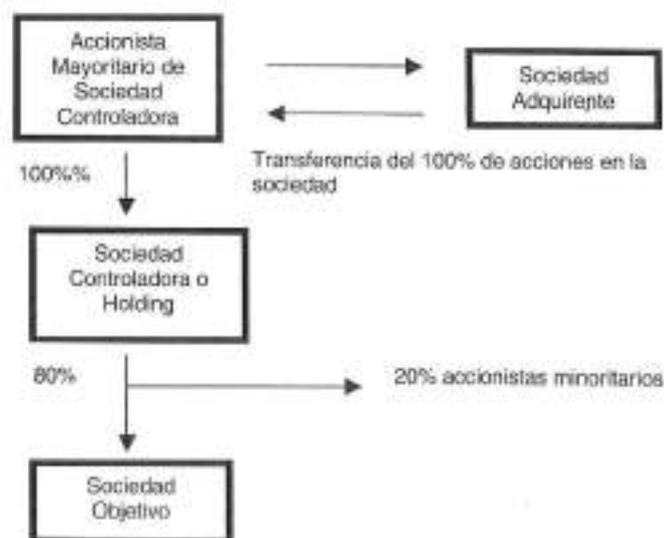 Accionista
Mayoritario de
Sociedad
Controladora
Sociedad
Adquirente
Transferencia del 100% de acciones en la
sociedad
100%%
Sociedad
Controladora o
Holding
80%
20% accionistas minoritarios
Sociedad
Objetivo